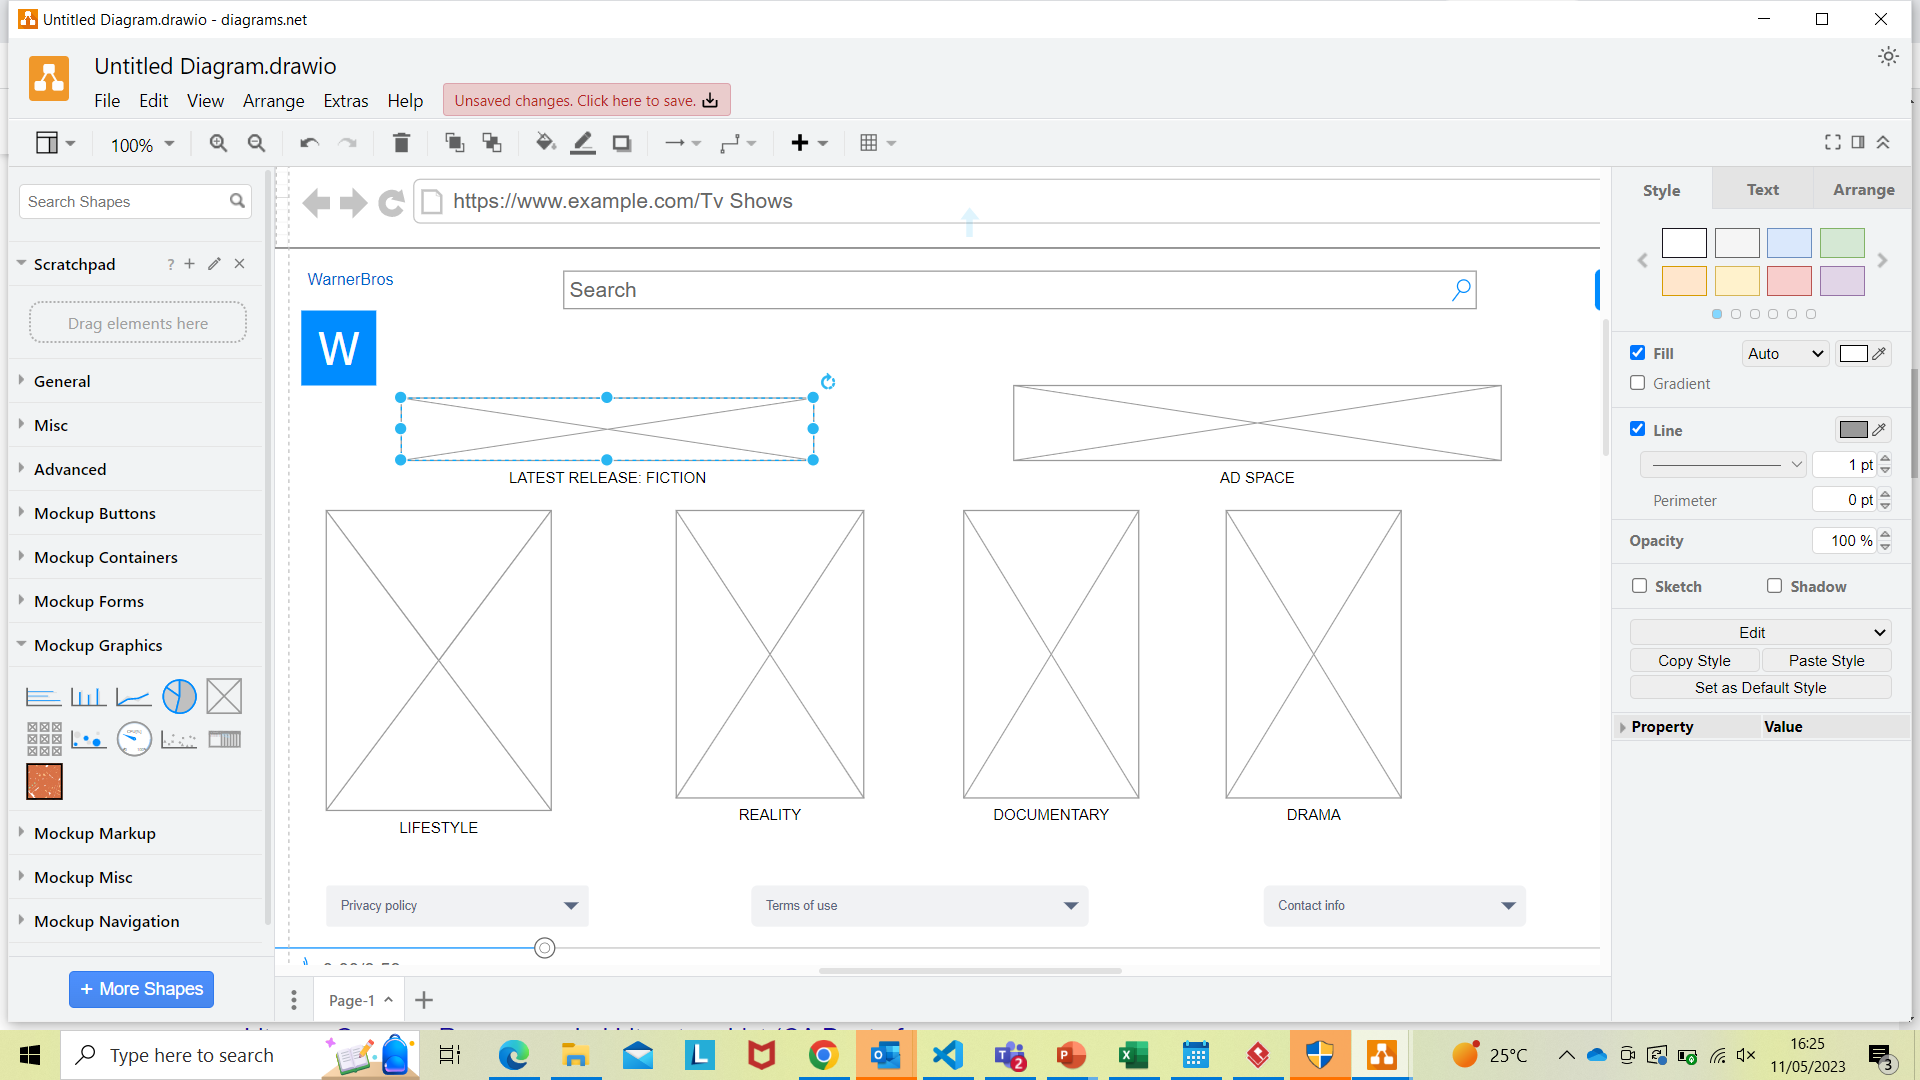 Untitled Diagram.drawio - diagrams.net
Untitled Diagram.drawio
File Edit View Arrange Extras Help
Unsaved changes. Click here to save.
100%
Search Shapes
Scratchpad
?
Drag elements here
General
Misc
Advanced
Mockup Buttons
Mockup Containers
Mockup Forms
Mockup Graphics
Mockup Markup
Mockup Misc
Mockup Navigation
+ More Shapes
https://www.example.com/Tv Shows
WarnerBros
Search
W
LATEST RELEASE: FICTION
AD SPACE
LIFESTYLE
REALITY
DOCUMENTARY
DRAMA
Privacy policy
Terms of use
Contact info
Page-1
Style
Text
Arrange
Fill
Auto
Gradient
Line
1 pt
Perimeter
0 pt
Opacity
100 %
Sketch
Shadow
Edit
Copy Style
Paste Style
Set as Default Style
Property
Value
Type here to search
L
2
25°C
16:25
11/05/2023
3